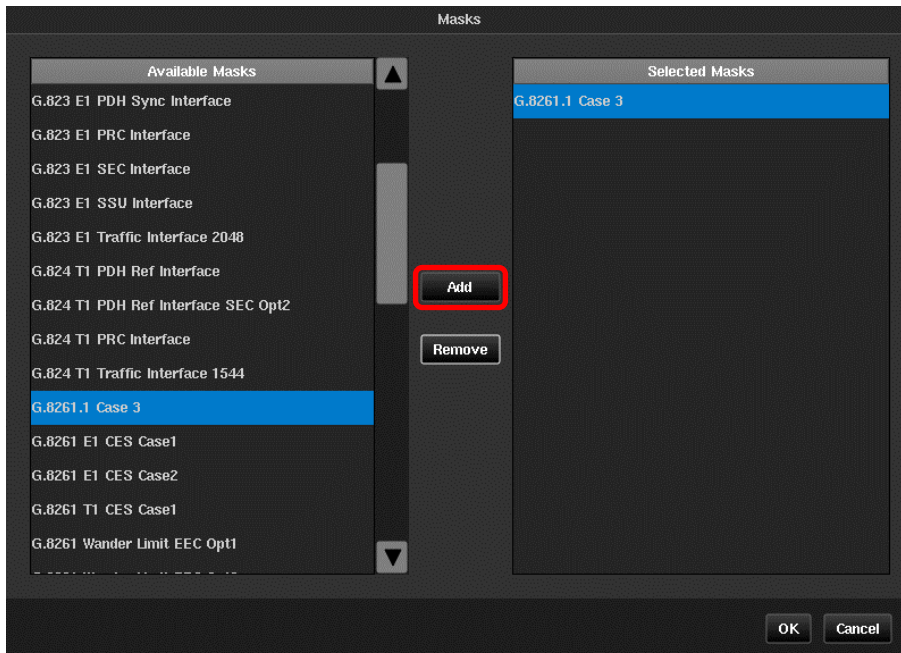 Masks
Available Masks
G.823 E1 PDH Sync Interface
G.823 E1 PRC Interface
G.823 E1 SEC Interface
G.823 E1 SSU Interface
G.823 E1 Traffic Interface 2048
G.824 T1 PDH Ref Interface
G.824 T1 PDH Ref Interface SEC Opt2
G.824 T1 PRC Interface
G.824 T1 Traffic Interface 1544
G.8261.1 Case 3
G.8261 E1 CES Case1
G.8261 E1 CES Case2
G.8261 T1 CES Case1
G.8261 Wander Limit EEC Opt1
Add
Remove
Selected Masks
G.8261.1 Case 3
OK
Cancel